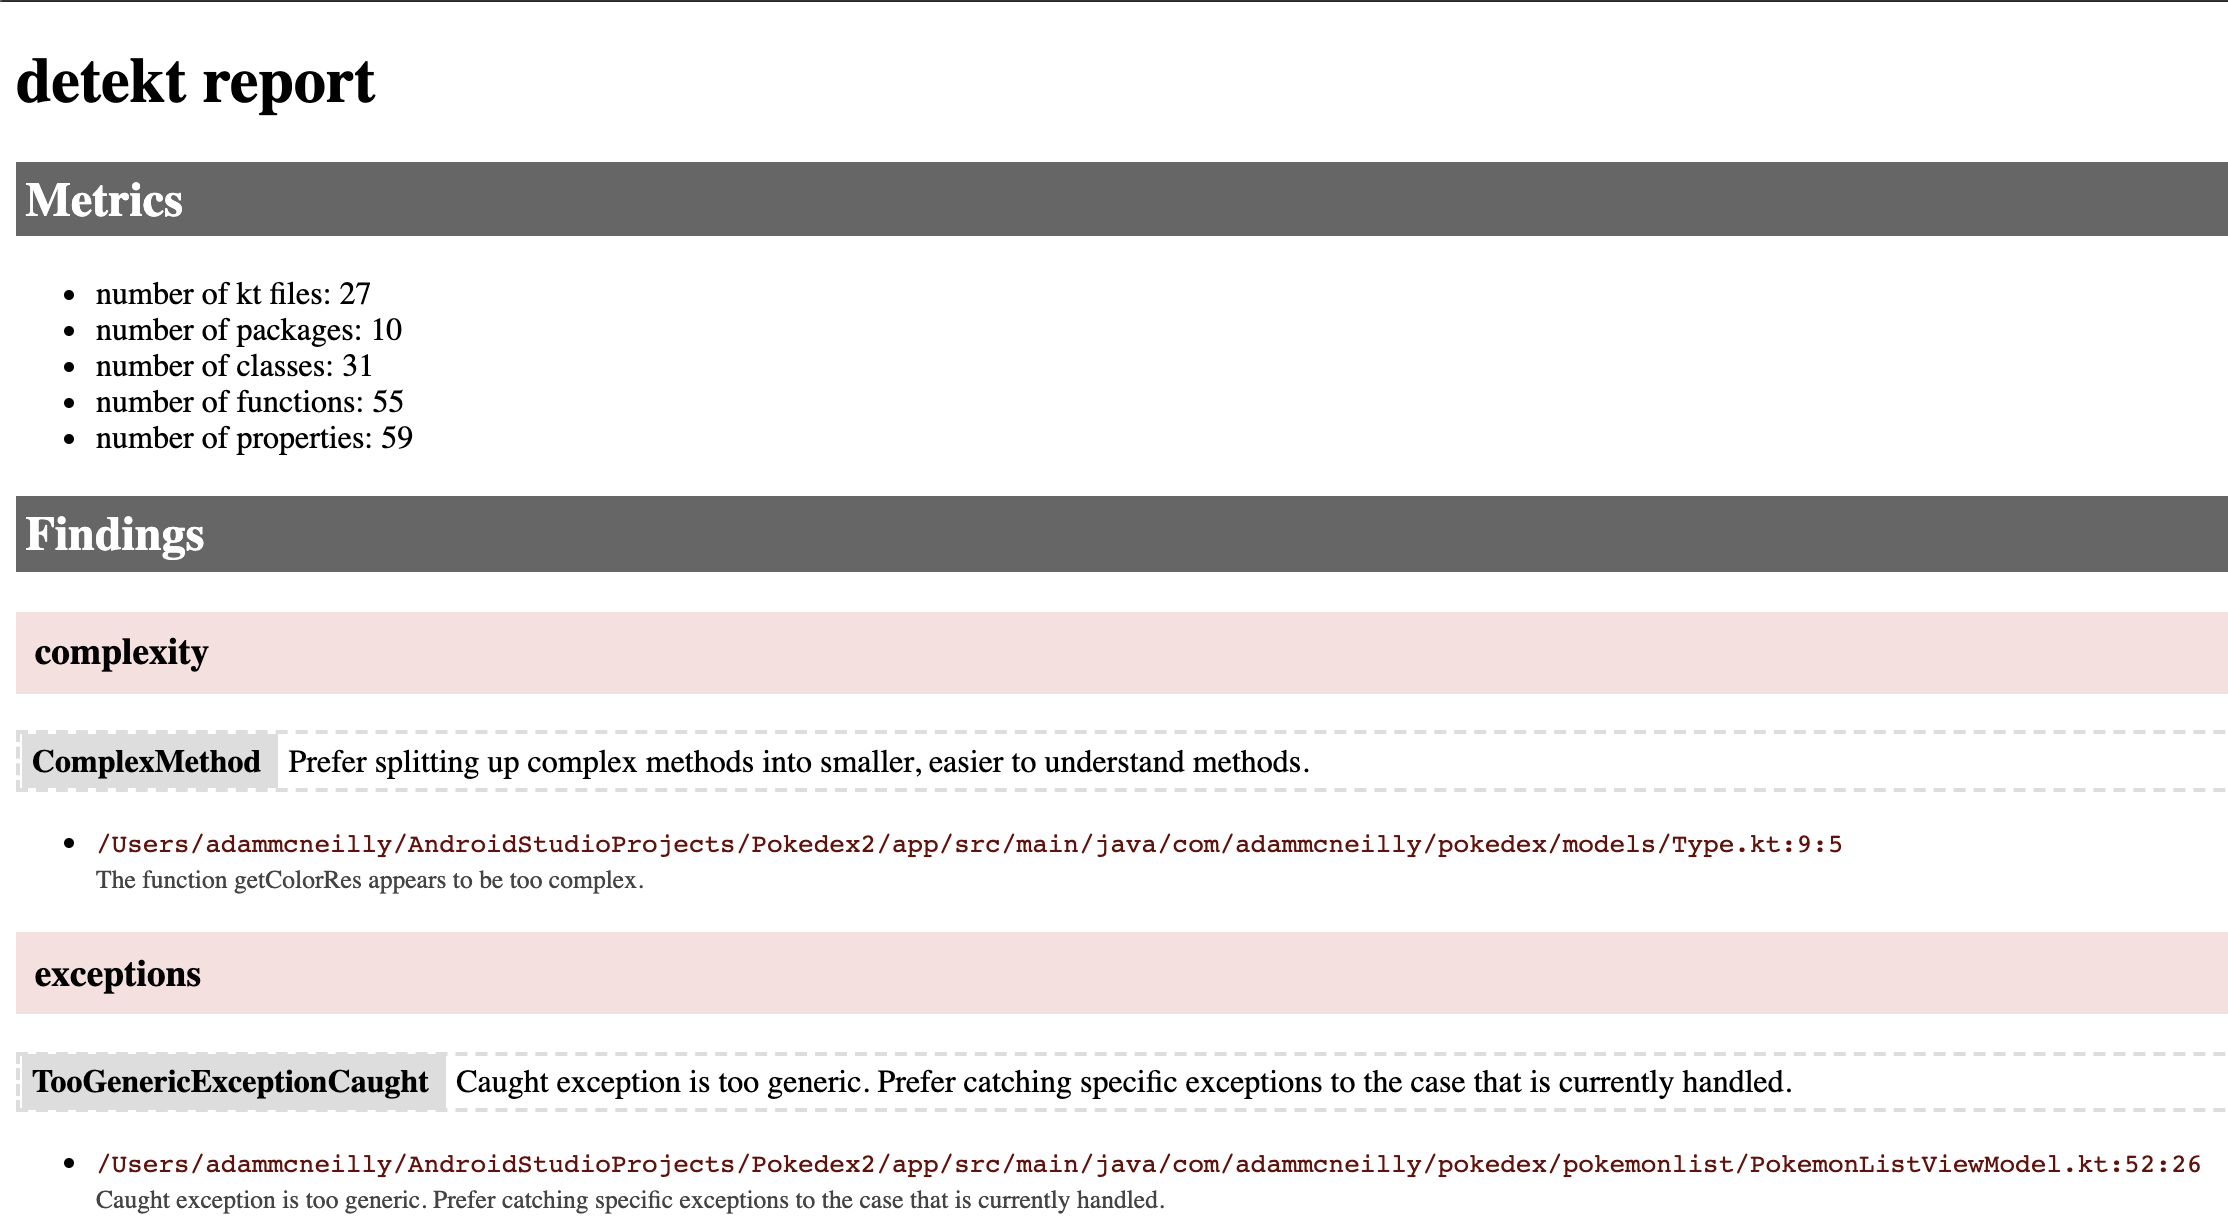 detekt report
Metrics
number of kt files: 27
number of packages: 10
number of classes: 31
number of functions: 55
number of properties: 59
Findings
complexity
ComplexMethod Prefer splitting up complex methods into smaller, easier to understand methods.
/Users/adammcneilly/AndroidStudioProjects/Pokedex2/app/src/main/java/com/adammcneilly/pokedex/models/Type.kt:9:5
The function getColorRes appears to be too complex.
exceptions
TooGenericExceptionCaught Caught exception is too generic. Prefer catching specific exceptions to the case that is currently handled.
/Users/adammcneilly/AndroidStudioProjects/Pokedex2/app/src/main/java/com/adammcneilly/pokedex/pokemonlist/PokemonListViewModel.kt:52:26
Caught exception is too generic. Prefer catching specific exceptions to the case that is currently handled.